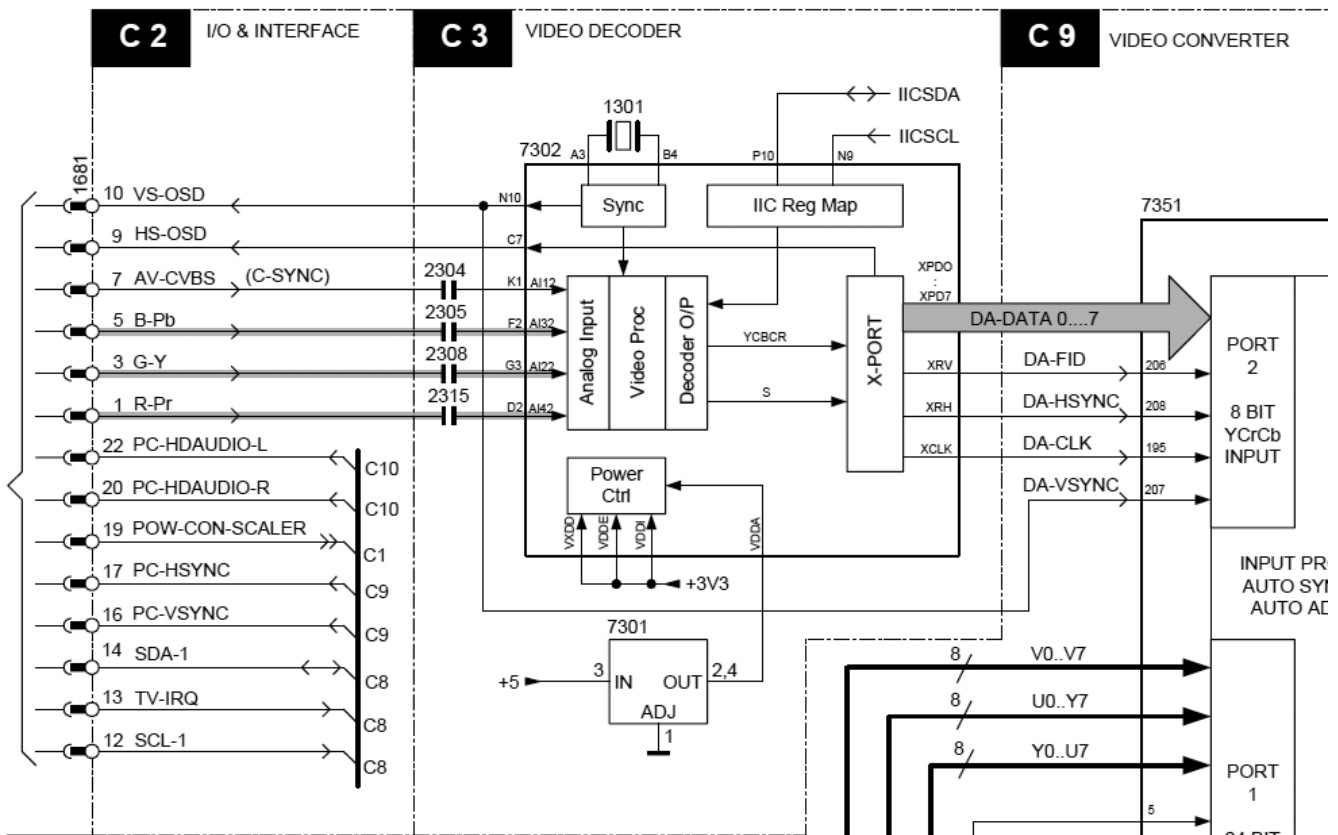 C 2
I/O & INTERFACE
C 3
VIDEO DECODER
C 9
VIDEO CONVERTER
1681
10 VS-OSD
9 HS-OSD
7 AV-CVBS (C-SYNC)
5 B-Pb
3 G-Y
1 R-Pr
22 PC-HDAUDIO-L
C10
20 PC-HDAUDIO-R
C10
19 POW-CON-SCALER
C1
17 PC-HSYNC
C9
16 PC-VSYNC
C9
14 SDA-1
C8
13 TV-IRQ
C8
12 SCL-1
C8
2304
2305
2308
2315
IICSDA
IICSCL
1301
7302
A3
B4
P10
N9
N10
C7
K1 AI12
F2 AI32
G3 AI22
D2 AI42
Sync
IIC Reg Map
Analog Input
Video Proc
Decoder O/P
YCBCR
S
X-PORT
XPD0
:
XPD7
XRV
XRH
XCLK
Power
Ctrl
VXDD
VDDE
VDDI
VDDA
+3V3
7301
+5
3
IN
OUT
2,4
ADJ
1
7351
DA-DATA 0....7
DA-FID
206
DA-HSYNC
208
DA-CLK
195
DA-VSYNC
207
PORT
2
8 BIT
YCrCb
INPUT
INPUT PR
AUTO SY
AUTO AD
8
V0..V7
8
U0..Y7
8
Y0..U7
5
PORT
1